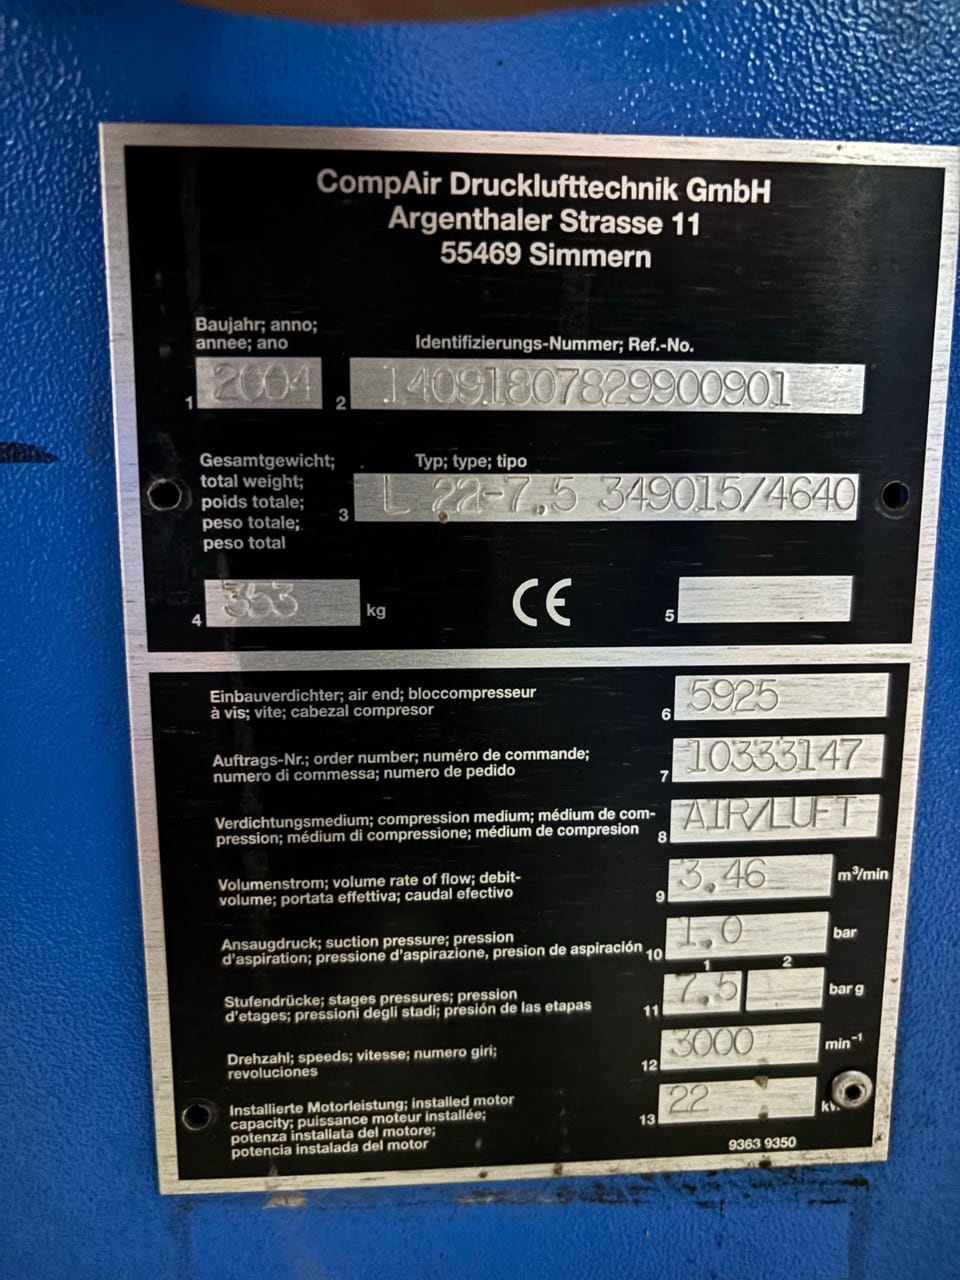 CompAir Drucklufttechnik GmbH
Argenthaler Strasse 11
55469 Simmern
Baujahr; anno;
annee; ano
Identifizierungs-Nummer; Ref.-No.
1 2004
2 14091807829900901
Gesamtgewicht;
total weight;
poids totale;
peso totale;
peso total
Typ; type; tipo
3 L 22-7,5 349015/4640
4 353 kg
CE
5
Einbauverdichter; air end; bloccompresseur
à vis; vite; cabezal compresor
6 5925
Auftrags-Nr.; order number; numéro de commande;
numero di commessa; numero de pedido
7 10333147
Verdichtungsmedium; compression medium; médium de com-
pression; médium di compressione; médium de compresion
8 AIR/LUFT
Volumenstrom; volume rate of flow; debit-
volume; portata effettiva; caudal efectivo
9 3,46 m³/min
Ansaugdruck; suction pressure; pression
d'aspiration; pressione d'aspirazione, presion de aspiración
10 1,0 bar
1 2
Stufendrücke; stages pressures; pression
d'etages; pressioni degli stadi; presión de las etapas
11 7,5 bar g
Drehzahl; speeds; vitesse; numero giri;
revoluciones
12 3000 min⁻¹
Installierte Motorleistung; installed motor
capacity; puissance moteur installée;
potenza installata del motore;
potencia instalada del motor
13 22
9363 9350